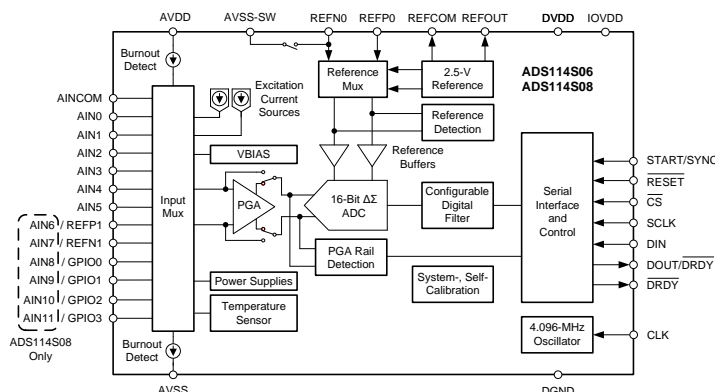 AVDD AVSS-SW REFN0 REFP0 REFCOM REFOUT DVDD IOVDD
Burnout
Detect
Reference
Mux
2.5-V
Reference
ADS114S06
ADS114S08
AINCOM
AIN0
AIN1
AIN2
AIN3
AIN4
AIN5
AIN6 / REFP1
AIN7 / REFN1
AIN8 / GPIO0
AIN9 / GPIO1
AIN10 / GPIO2
AIN11 / GPIO3
ADS114S08
Only
Excitation
Current
Sources
Reference
Detection
VBIAS
Reference
Buffers
Input
Mux
PGA
16-Bit ΔΣ
ADC
Configurable
Digital
Filter
Serial
Interface
and
Control
START/SYNC
RESET
CS
SCLK
DIN
DOUT/DRDY
DRDY
PGA Rail
Detection
System-, Self-
Calibration
Power Supplies
Temperature
Sensor
4.096-MHz
Oscillator
CLK
Burnout
Detect
AVSS
DGND